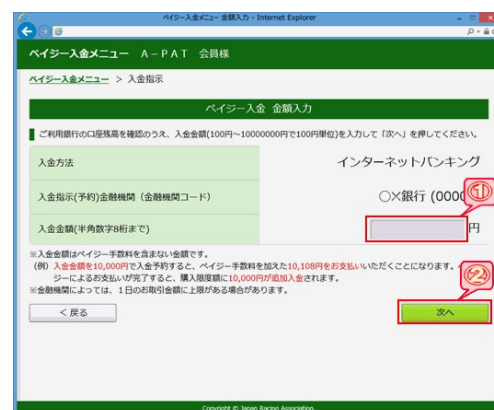 ペイジー入金メニュー 金額入力 - Internet Explorer
ペイジー入金メニュー A－PAT 会員様
ペイジー入金メニュー > 入金指示
ペイジー入金 金額入力
ご利用銀行の口座残高を確認のうえ、入金金額(100円～10000000円で100円単位)を入力して「次へ」を押してください。
入金方法 インターネットバンキング
入金指示(予約)金融機関（金融機関コード） ○×銀行 (0000
①
入金金額(半角数字8桁まで) 円
※入金金額はペイジー手数料を含まない金額です。
(例) 入金金額を10,000円で入金予約すると、ペイジー手数料を加えた10,108円をお支払いいただくことになります。ペ
ジーによるお支払いが完了すると、購入限度額に10,000円が追加入金されます。
②
※金融機関によっては、1日のお取引金額に上限がある場合があります。
< 戻る 次へ
Copyright © Japan Racing Association.